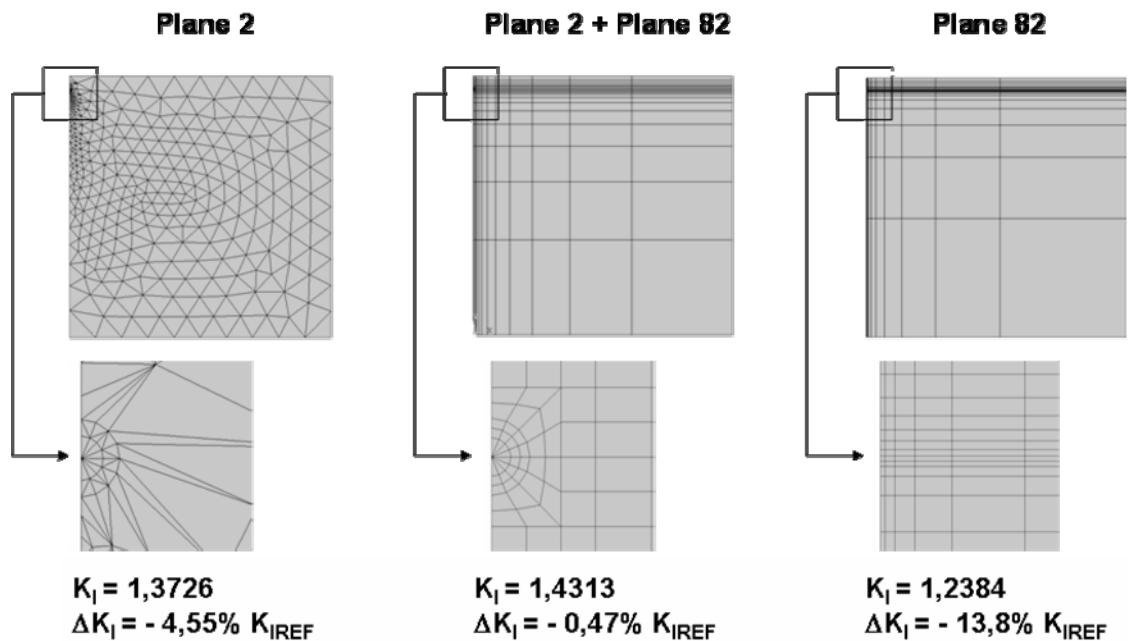 Plane 2
Plane 2 + Plane 82
Plane 82
X
K_I = 1,3726
ΔK_I = - 4,55% K_IREF
K_I = 1,4313
ΔK_I = - 0,47% K_IREF
K_I = 1,2384
ΔK_I = - 13,8% K_IREF